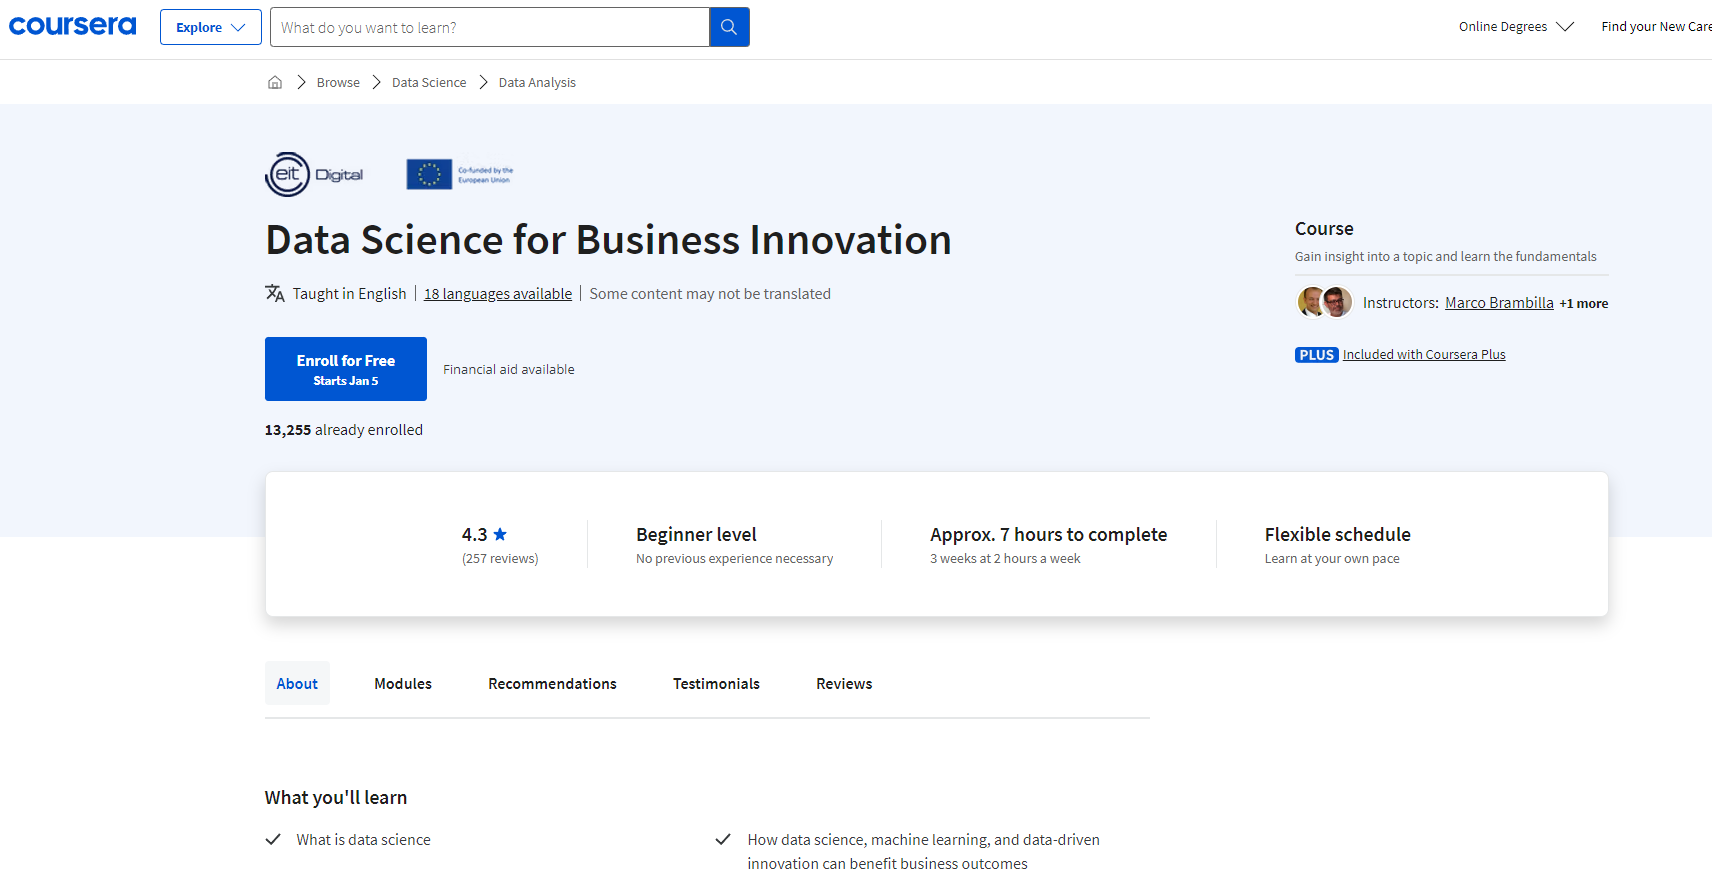 coursera
Explore
What do you want to learn?
Online Degrees
Find your New Care
Browse
Data Science
Data Analysis
eit Digital
Co-funded by the
European Union
Data Science for Business Innovation
Taught in English
18 languages available
Some content may not be translated
Enroll for Free
Starts Jan 5
Financial aid available
13,255 already enrolled
Course
Gain insight into a topic and learn the fundamentals
Instructors: Marco Brambilla +1 more
PLUS Included with Coursera Plus
4.3
(257 reviews)
Beginner level
No previous experience necessary
Approx. 7 hours to complete
3 weeks at 2 hours a week
Flexible schedule
Learn at your own pace
About
Modules
Recommendations
Testimonials
Reviews
What you'll learn
What is data science
How data science, machine learning, and data-driven
innovation can benefit business outcomes